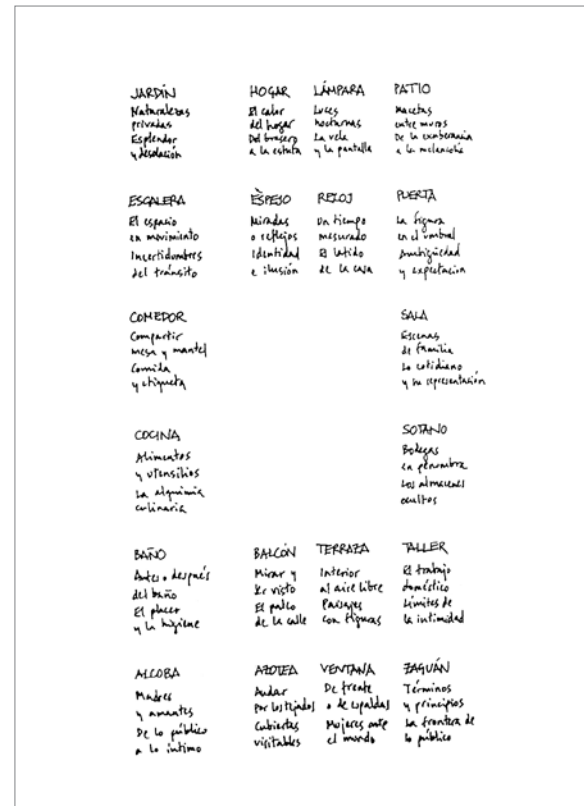 JARDÍN
Naturalezas
privadas
Esplendor
y desolación
HOGAR
El calor
del hogar
Del brasero
a la estufa
LÁMPARA
Luces
nocturnas
La vela
y la pantalla
PATIO
Macetas
entre muros
De la exuberancia
a la melancolía
ESCALERA
El espacio
en movimiento
Incertidumbres
del tránsito
ESPEJO
Miradas
o reflejos
Identidad
e ilusión
RELOJ
Un tiempo
mesurado
El latido
de la casa
PUERTA
La figura
en el umbral
Ambigüedad
y expectación
COMEDOR
Compartir
mesa y mantel
Comida
y etiqueta
SALA
Escenas
de familia
Lo cotidiano
y su representación
COCINA
Alimentos
y utensilios
La alquimia
culinaria
SOTANO
Bodegas
en penumbra
Los almacenes
ocultos
BAÑO
Antes o después
del baño
El placer
y la higiene
BALCÓN
Mirar y
ser visto
El palco
de la calle
TERRAZA
Interior
al aire libre
Paisajes
con figuras
TALLER
El trabajo
doméstico
Límites de
la intimidad
ALCOBA
Madres
y amantes
De lo público
a lo íntimo
AZOTEA
Andar
por los tejados
Cubiertas
visitables
VENTANA
De frente
o de espaldas
Mujeres ante
el mundo
ZAGUÁN
Términos
y principios
La frontera de
lo público